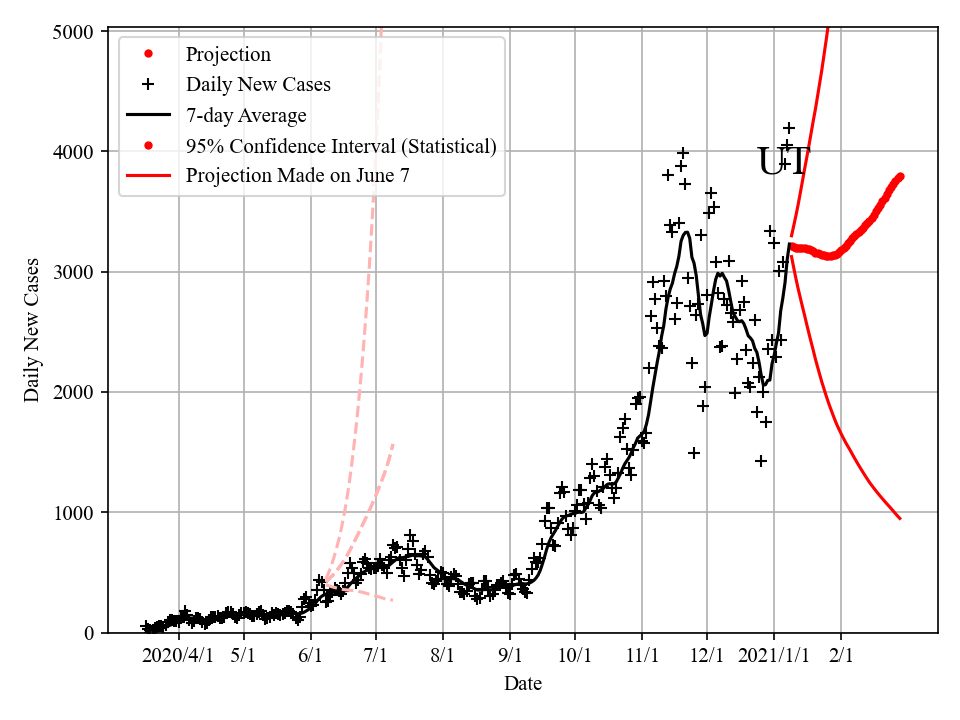 5000
4000
3000
2000
1000
0
Daily New Cases
Projection
Daily New Cases
7-day Average
95% Confidence Interval (Statistical)
Projection Made on June 7
UT
2020/4/1 5/1 6/1 7/1 8/1 9/1 10/1 11/1 12/1 2021/1/1 2/1
Date